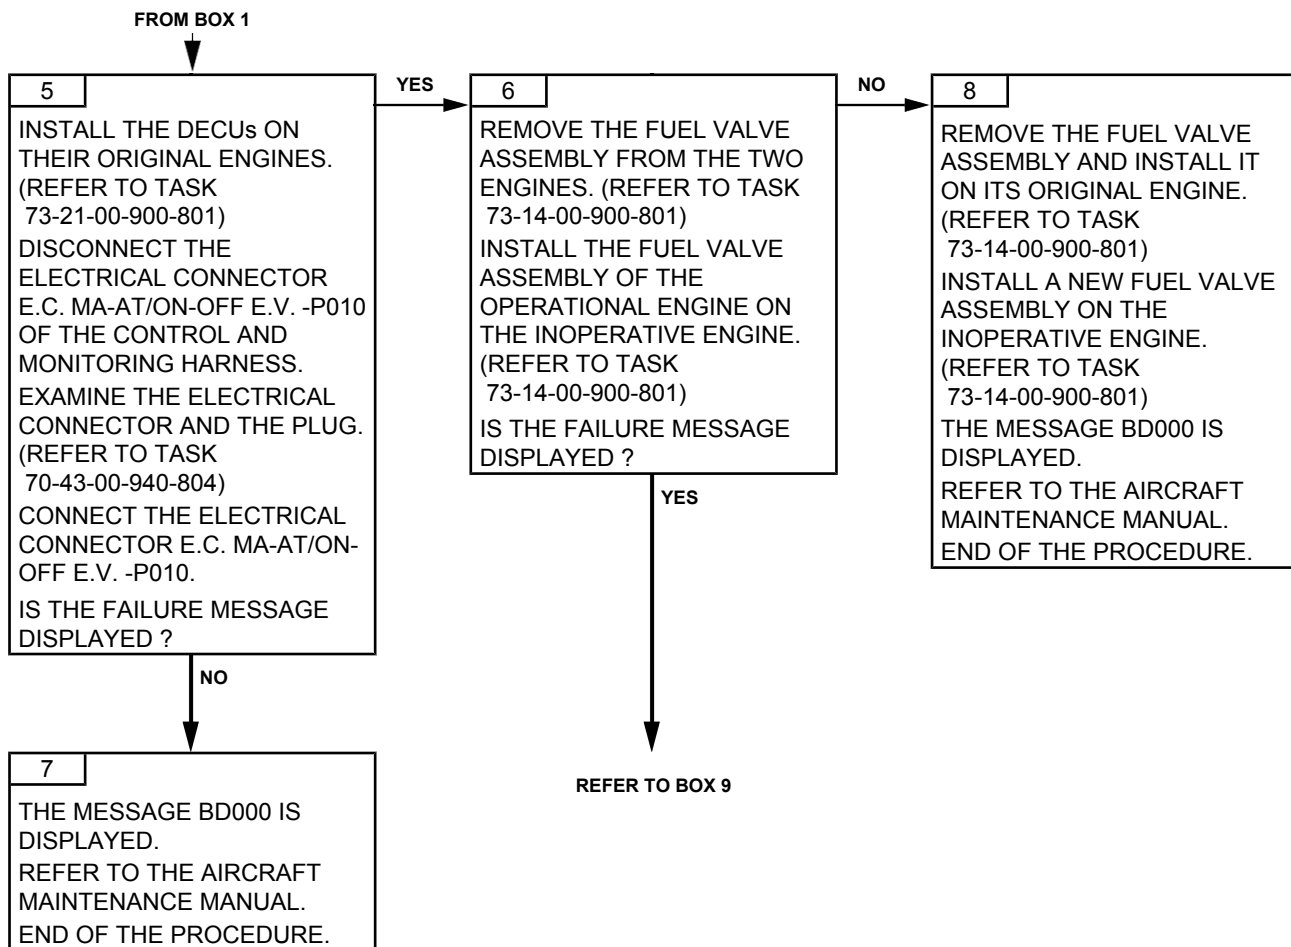 FROM BOX 1
5
INSTALL THE DECUs ON
THEIR ORIGINAL ENGINES.
(REFER TO TASK
73-21-00-900-801)
DISCONNECT THE
ELECTRICAL CONNECTOR
E.C. MA-AT/ON-OFF E.V. -P010
OF THE CONTROL AND
MONITORING HARNESS.
EXAMINE THE ELECTRICAL
CONNECTOR AND THE PLUG.
(REFER TO TASK
70-43-00-940-804)
CONNECT THE ELECTRICAL
CONNECTOR E.C. MA-AT/ON-
OFF E.V. -P010.
IS THE FAILURE MESSAGE
DISPLAYED ?
YES
6
REMOVE THE FUEL VALVE
ASSEMBLY FROM THE TWO
ENGINES. (REFER TO TASK
73-14-00-900-801)
INSTALL THE FUEL VALVE
ASSEMBLY OF THE
OPERATIONAL ENGINE ON
THE INOPERATIVE ENGINE.
(REFER TO TASK
73-14-00-900-801)
IS THE FAILURE MESSAGE
DISPLAYED ?
NO
8
REMOVE THE FUEL VALVE
ASSEMBLY AND INSTALL IT
ON ITS ORIGINAL ENGINE.
(REFER TO TASK
73-14-00-900-801)
INSTALL A NEW FUEL VALVE
ASSEMBLY ON THE
INOPERATIVE ENGINE.
(REFER TO TASK
73-14-00-900-801)
THE MESSAGE BD000 IS
DISPLAYED.
REFER TO THE AIRCRAFT
MAINTENANCE MANUAL.
END OF THE PROCEDURE.
YES
REFER TO BOX 9
NO
7
THE MESSAGE BD000 IS
DISPLAYED.
REFER TO THE AIRCRAFT
MAINTENANCE MANUAL.
END OF THE PROCEDURE.